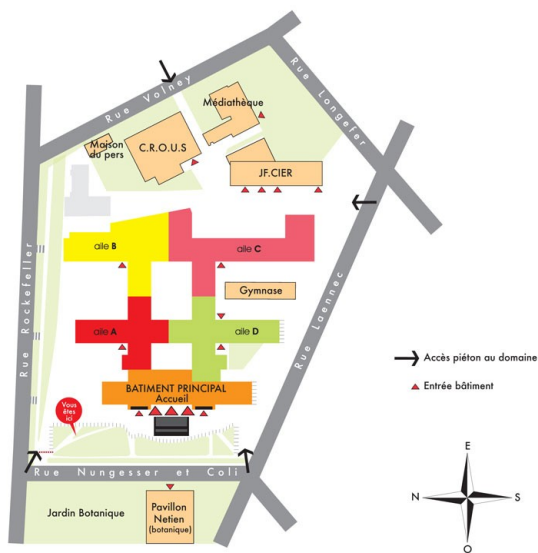 Rue Volney
Rue Longefer
Médiathèque
Maison
du pers
C.R.O.U.S
JF.CIER
aile B
aile C
Gymnase
Rue Rockefeller
Rue Laennec
aile A
aile D
Accès piéton au domaine
BATIMENT PRINCIPAL
Accueil
Entrée bâtiment
Vous
êtes
ici
Rue Nungesser et Coli
E
N
S
O
Jardin Botanique
Pavillon
Netien
(botanique)